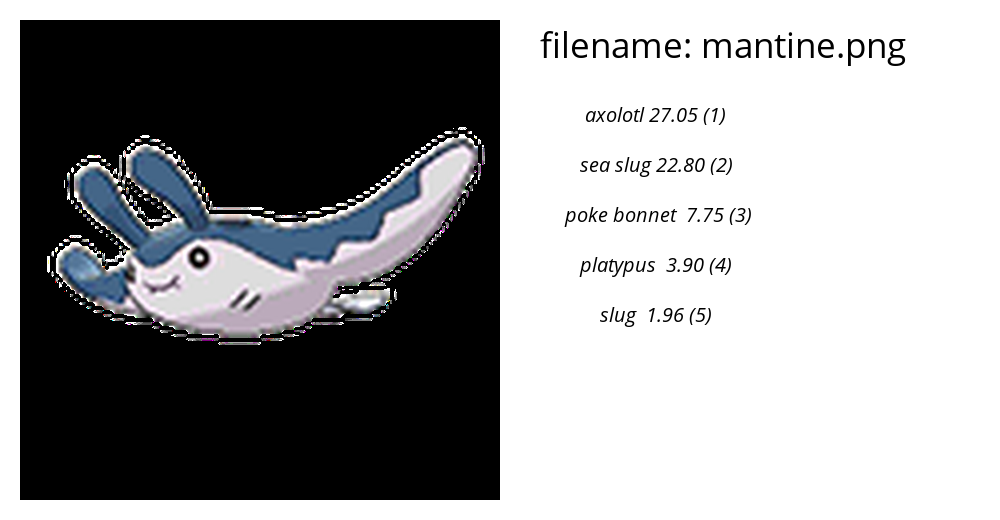 filename: mantine.png
axolotl 27.05 (1)
sea slug 22.80 (2)
poke bonnet  7.75 (3)
platypus  3.90 (4)
slug  1.96 (5)